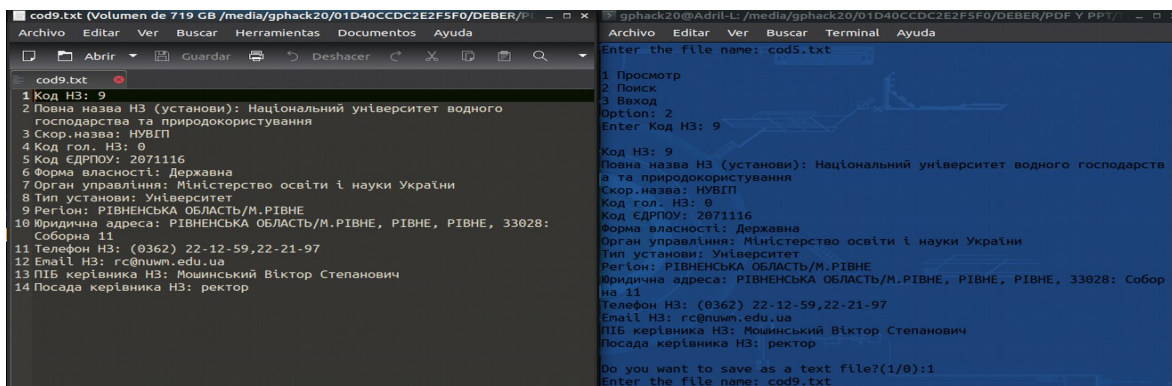 cod9.txt (Volumen de 719 GB /media/gphack20/01D40CCDC2E2F5F0/DEBER/
Archivo Editar Ver Buscar Herramientas Documentos Ayuda
Abrir Guardar Deshacer
cod9.txt
1 Код НЗ: 9
2 Повна назва НЗ (установи): Національний університет водного
господарства та природокористування
3 Скор.назва: НУВГП
4 Код гол. НЗ: 0
5 Код ЄДРПОУ: 2071116
6 Форма власності: Державна
7 Орган управління: Міністерство освіти і науки України
8 Тип установи: Університет
9 Регіон: РІВНЕНСЬКА ОБЛАСТЬ/М.РІВНЕ
10 Юридична адреса: РІВНЕНСЬКА ОБЛАСТЬ/М.РІВНЕ, РІВНЕ, РІВНЕ, 33028:
Соборна 11
11 Телефон НЗ: (0362) 22-12-59,22-21-97
12 Email НЗ: rc@nuwm.edu.ua
13 ПІБ керівника НЗ: Мошинський Віктор Степанович
14 Посада керівника НЗ: ректор
gphack20@Adril-L: /media/gphack20/01D40CCDC2E2F5F0/DEBER/PDF Y PPT/
Archivo Editar Ver Buscar Terminal Ayuda
Enter the file name: cod5.txt
1 Просмотр
2 Поиск
3 Ввход
Option: 2
Enter Код НЗ: 9
Код НЗ: 9
Повна назва НЗ (установи): Національний університет водного господарств
а та природокористування
Скор.назва: НУВГП
Код гол. НЗ: 0
Код ЄДРПОУ: 2071116
Форма власності: Державна
Орган управління: Міністерство освіти і науки України
Тип установи: Університет
Регіон: РІВНЕНСЬКА ОБЛАСТЬ/М.РІВНЕ
Юридична адреса: РІВНЕНСЬКА ОБЛАСТЬ/М.РІВНЕ, РІВНЕ, РІВНЕ, 33028: Собор
на 11
Телефон НЗ: (0362) 22-12-59,22-21-97
Email НЗ: rc@nuwm.edu.ua
ПІБ керівника НЗ: Мошинський Віктор Степанович
Посада керівника НЗ: ректор
Do you want to save as a text file?(1/0):1
Enter the file name: cod9.txt